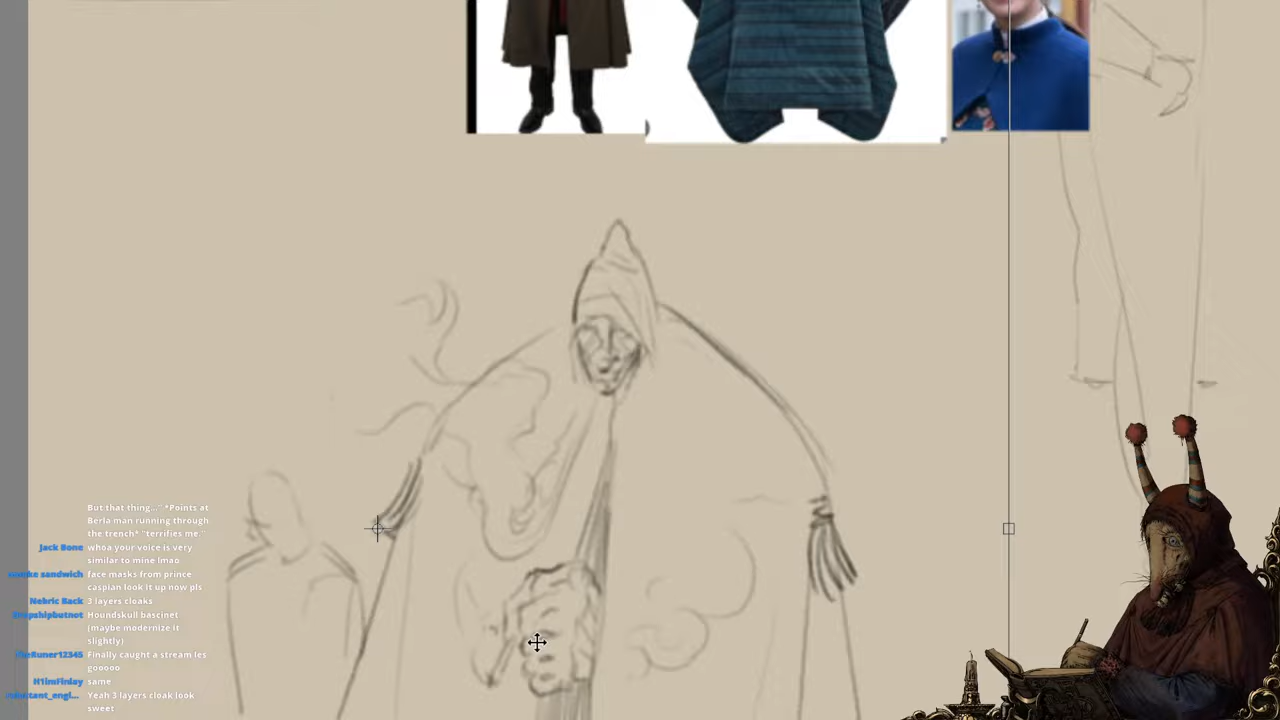 But that thing..." *Points at
Berla man running through
the trench* "terrifies me."
Jack Bone whoa your voice is very
similar to mine lmao
sandwich face masks from prince
caspian look it up now pls
Nebric Rack 3 layers cloaks
Houndskull bascinet
(maybe modernize it
slightly)
TheRuner12345 Finally caught a stream les
gooooo
H1imFinlay same
Yeah 3 layers cloak look
sweet